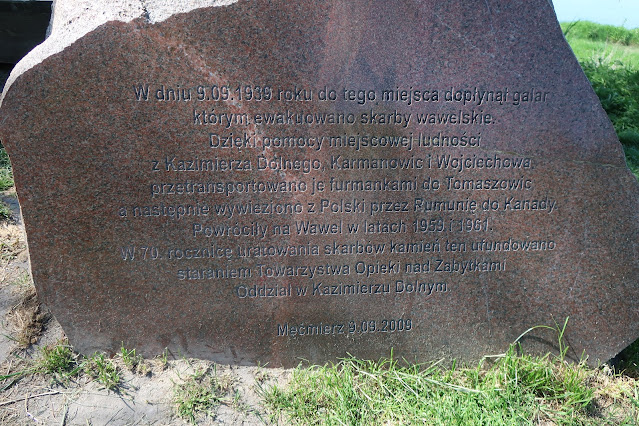 W dniu 9.09.1939 roku do tego miejsca dopłynął galar
którym ewakuowano skarby wawelskie.
Dzięki pomocy miejscowej ludności
z Kazimierza Dolnego, Karmanowic i Wojciechowa
przetransportowano je furmankami do Tomaszowic
a następnie wywieziono z Polski przez Rumunię do Kanady.
Powróciły na Wawel w latach 1959 i 1961.
W 70. rocznicę uratowania skarbów kamień ten ufundowano
staraniem Towarzystwa Opieki nad Zabytkami
Oddział w Kazimierzu Dolnym.
Męćmierz 9.09.2009